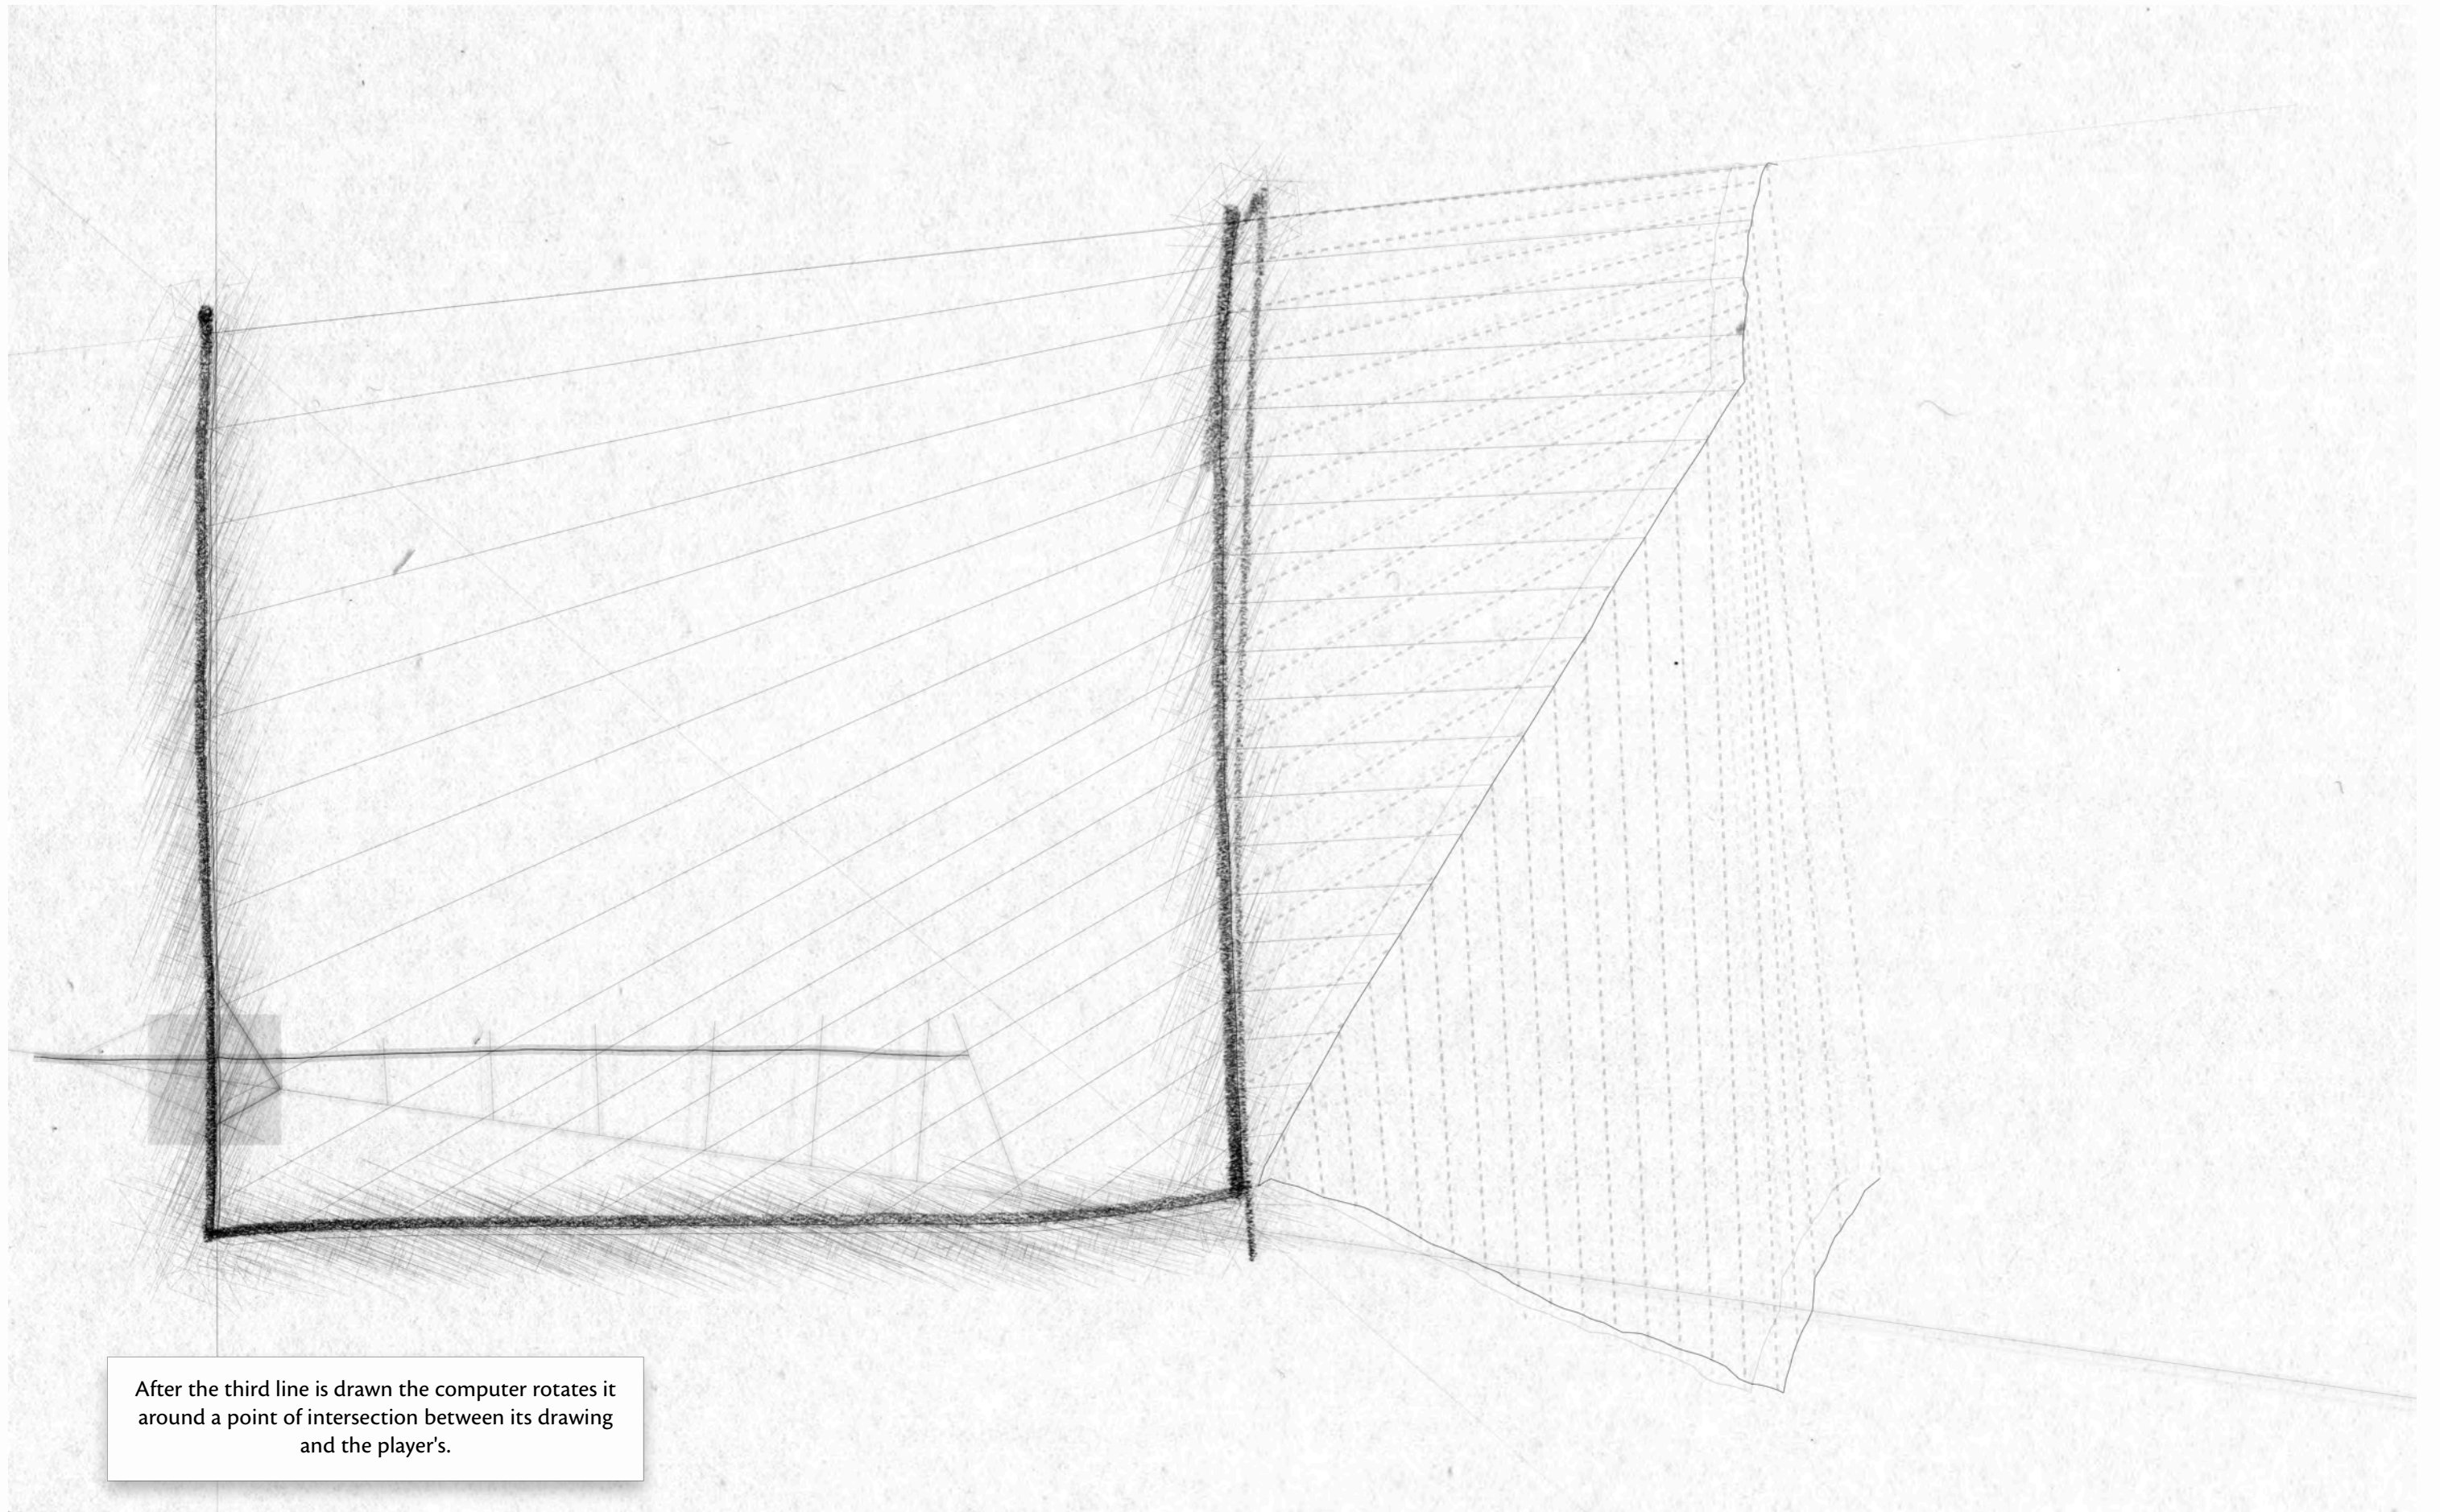 After the third line is drawn the computer rotates it
around a point of intersection between its drawing
and the player's.